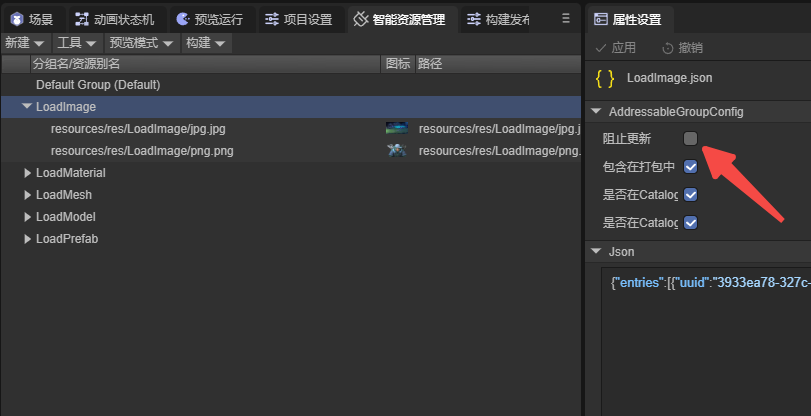 场景 动画状态机 预览运行 项目设置 智能资源管理 构建发布 属性设置
新建 工具 预览模式 构建 应用 撤销
分组名/资源别名 图标 路径
{ } LoadImage.json
Default Group (Default)
LoadImage
AddressableGroupConfig
resources/res/LoadImage/jpg.jpg resources/res/LoadImage/jpg.j
阻止更新
resources/res/LoadImage/png.png resources/res/LoadImage/png.
包含在打包中
LoadMaterial
LoadMesh
是否在Catalog
LoadModel
是否在Catalog
LoadPrefab
Json
{"entries":[{"uuid":"3933ea78-327c-